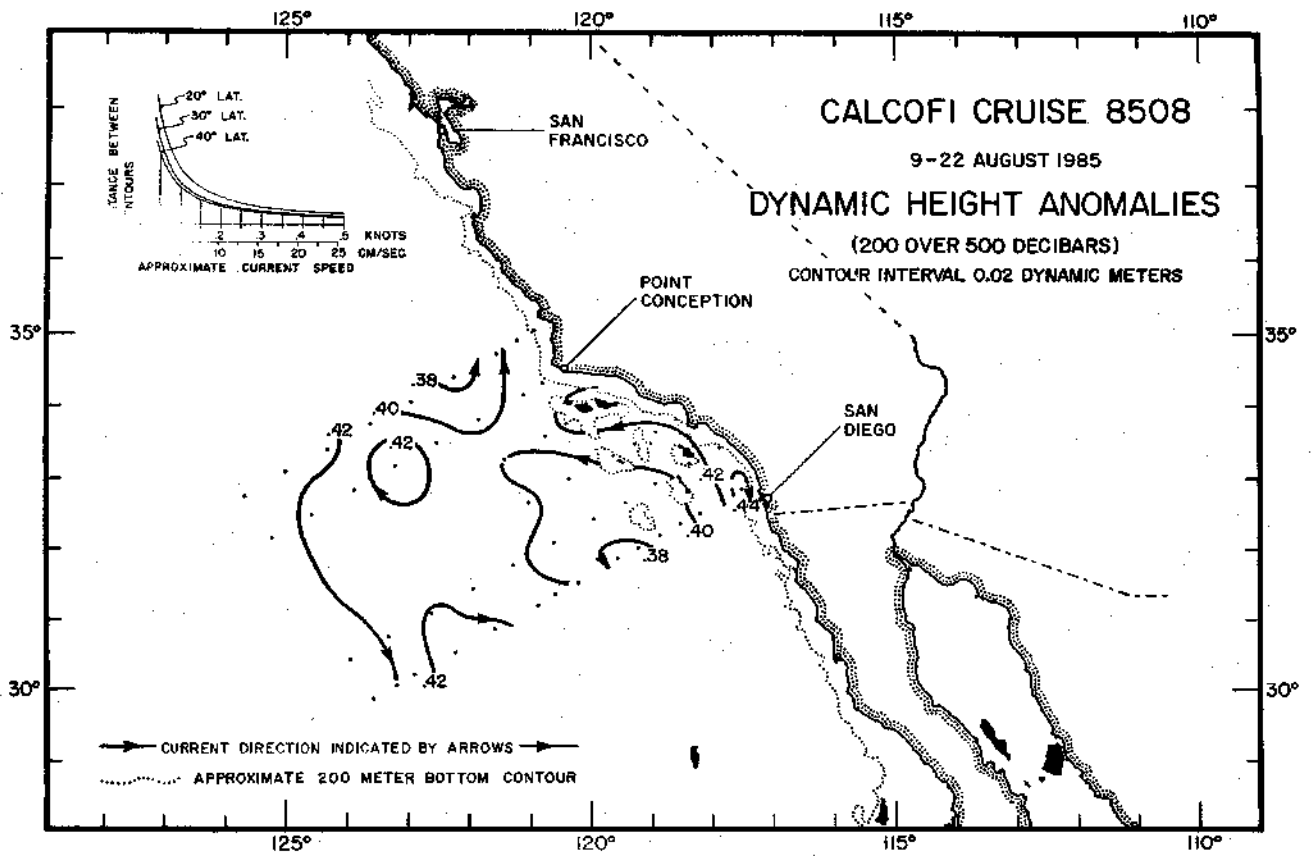 125° 120° 115° 110°
20° LAT.
30° LAT.
40° LAT.
TANCE BETWEEN
NTOURS
.2 .3 .4 .5 KNOTS
10 15 20 25 CM/SEC
APPROXIMATE CURRENT SPEED
SAN
FRANCISCO
CALCOFI CRUISE 8508
9-22 AUGUST 1985
DYNAMIC HEIGHT ANOMALIES
(200 OVER 500 DECIBARS)
CONTOUR INTERVAL 0.02 DYNAMIC METERS
POINT
CONCEPTION
35° 35°
.38
.40
.42
.42
SAN
DIEGO
.42
.44
.40
.38
.42
30° 30°
CURRENT DIRECTION INDICATED BY ARROWS
APPROXIMATE 200 METER BOTTOM CONTOUR
125° 120° 115° 110°